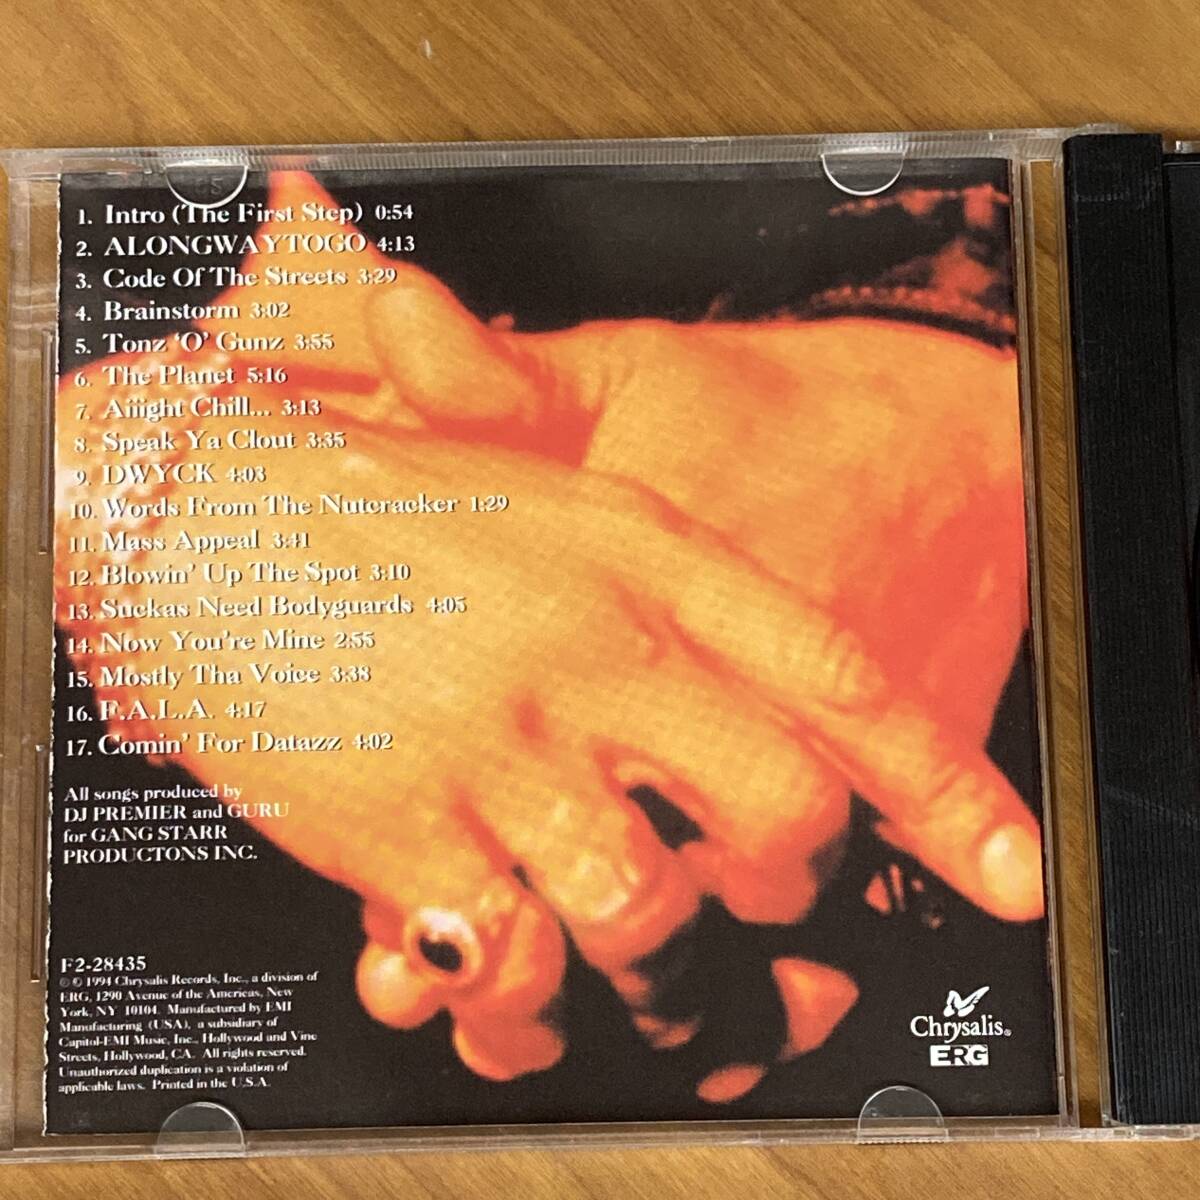 1. Intro (The First Step) 0:54
2. ALONGWAYTOGO 4:13
3. Code Of The Streets 3:29
4. Brainstorm 3:02
5. Tonz 'O' Gunz 3:55
6. The Planet 5:16
7. Aiiight Chill... 3:13
8. Speak Ya Clout 3:35
9. DWYCK 4:03
10. Words From The Nutcracker 1:29
11. Mass Appeal 3:41
12. Blowin' Up The Spot 3:10
13. Suckas Need Bodyguards 4:05
14. Now You're Mine 2:55
15. Mostly Tha Voice 3:38
16. F.A.L.A. 4:17
17. Comin' For Datazz 4:02
All songs produced by
DJ PREMIER and GURU
for GANG STARR
PRODUCTONS INC.
F2-28435
℗ © 1994 Chrysalis Records, Inc., a division of
ERG, 1290 Avenue of the Americas, New
York, NY 10104. Manufactured by EMI
Manufacturing (USA), a subsidiary of
Capitol-EMI Music, Inc., Hollywood and Vine
Streets, Hollywood, CA. All rights reserved.
Unauthorized duplication is a violation of
applicable laws. Printed in the U.S.A.
Chrysalis®
ERG